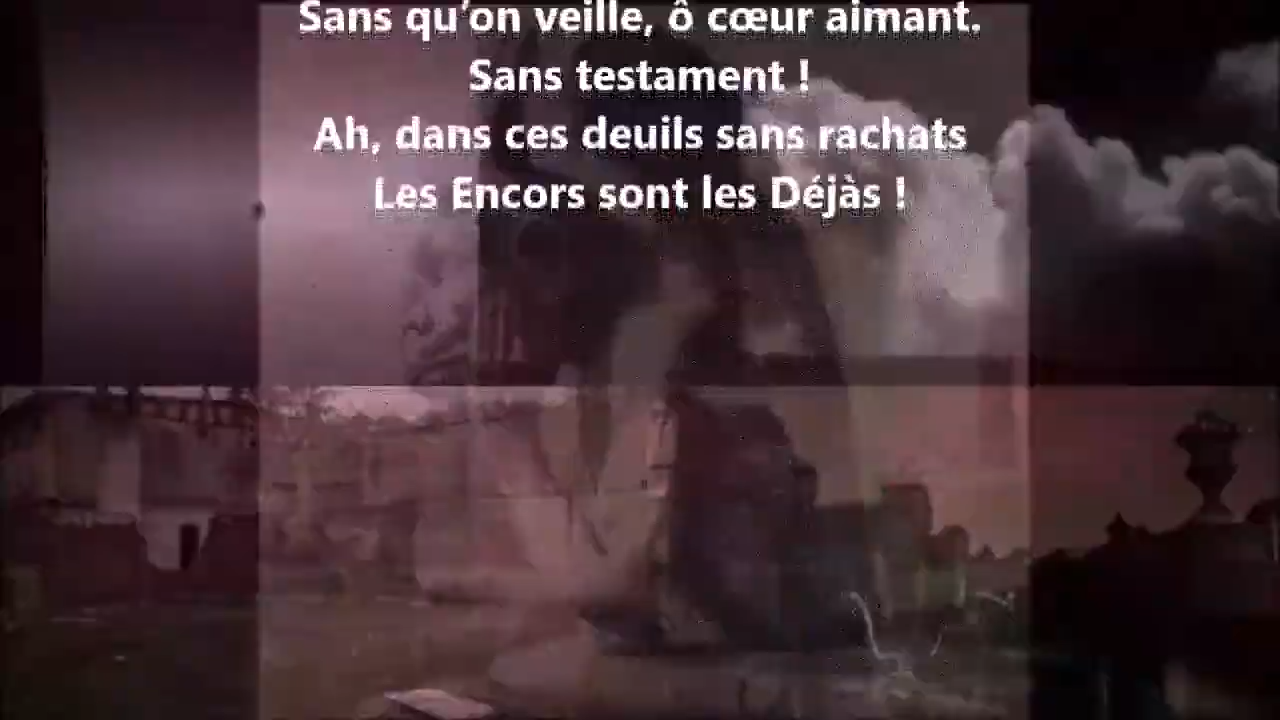 Sans qu'on veille, ô cœur aimant.
Sans testament !
Ah, dans ces deuils sans rachats
Les Encors sont les Déjàs !